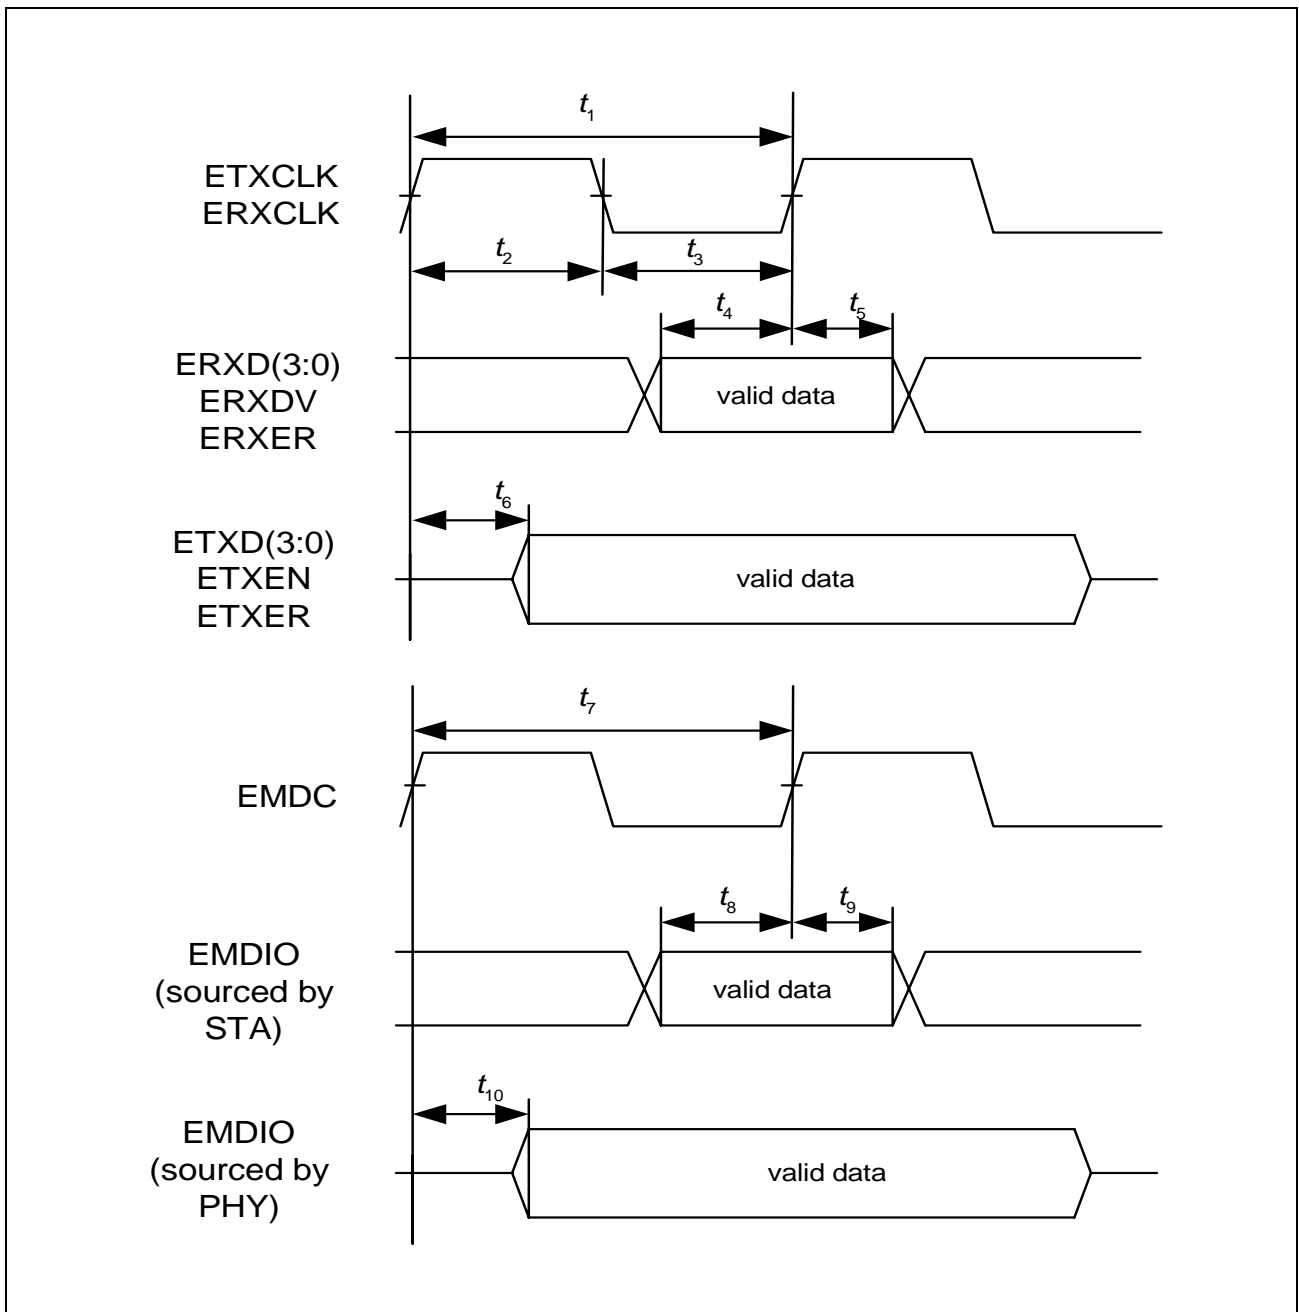 t1
ETXCLK
ERXCLK
t2
t3
t4
t5
ERXD(3:0)
ERXDV
ERXER
valid data
t6
ETXD(3:0)
ETXEN
ETXER
valid data
t7
EMDC
t8
t9
EMDIO
(sourced by
STA)
valid data
t10
EMDIO
(sourced by
PHY)
valid data